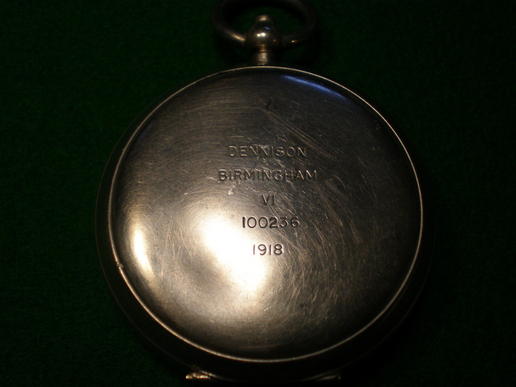 DENNISON
BIRMINGHAM
VI
100236
1918